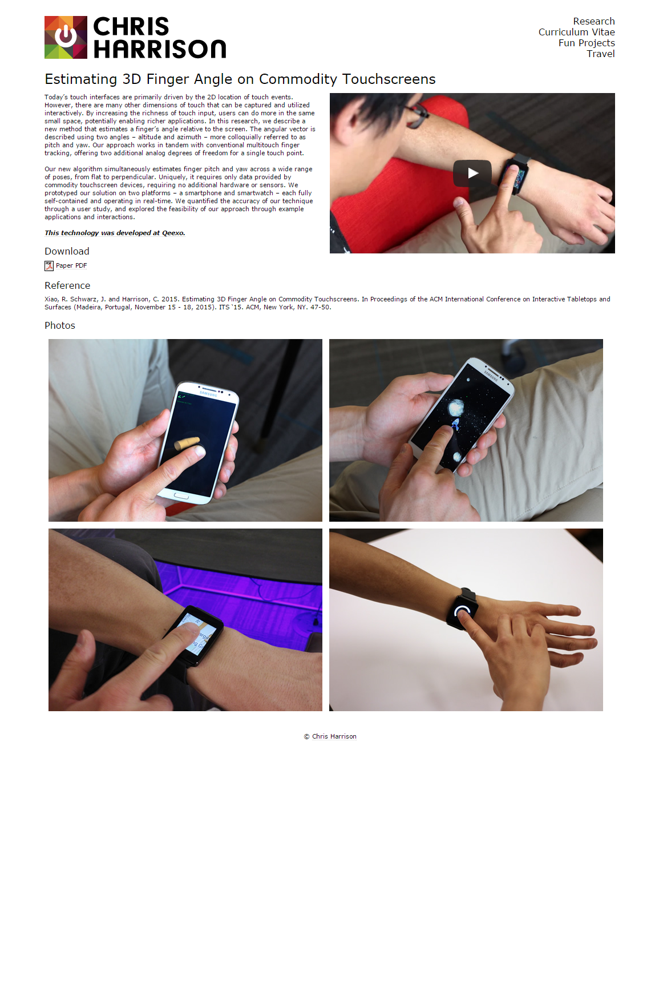 CHRIS
HARRISON
Research
Curriculum Vitae
Fun Projects
Travel
Estimating 3D Finger Angle on Commodity Touchscreens
Today’s touch interfaces are primarily driven by the 2D location of touch events.
However, there are many other dimensions of touch that can be captured and utilized
interactively. By increasing the richness of touch input, users can do more in the same
small space, potentially enabling richer applications. In this research, we describe a
new method that estimates a finger’s angle relative to the screen. The angular vector is
described using two angles – altitude and azimuth – more colloquially referred to as
pitch and yaw. Our approach works in tandem with conventional multitouch finger
tracking, offering two additional analog degrees of freedom for a single touch point.
Our new algorithm simultaneously estimates finger pitch and yaw across a wide range
of poses, from flat to perpendicular. Uniquely, it requires only data provided by
commodity touchscreen devices, requiring no additional hardware or sensors. We
prototyped our solution on two platforms – a smartphone and smartwatch – each fully
self-contained and operating in real-time. We quantified the accuracy of our technique
through a user study, and explored the feasibility of our approach through example
applications and interactions.
This technology was developed at Qeexo.
Download
PDF Paper PDF
Reference
Xiao, R. Schwarz, J. and Harrison, C. 2015. Estimating 3D Finger Angle on Commodity Touchscreens. In Proceedings of the ACM International Conference on Interactive Tabletops and
Surfaces (Madeira, Portugal, November 15 - 18, 2015). ITS ‘15. ACM, New York, NY. 47-50.
Photos
SAMSUNG
SAMSUNG
© Chris Harrison